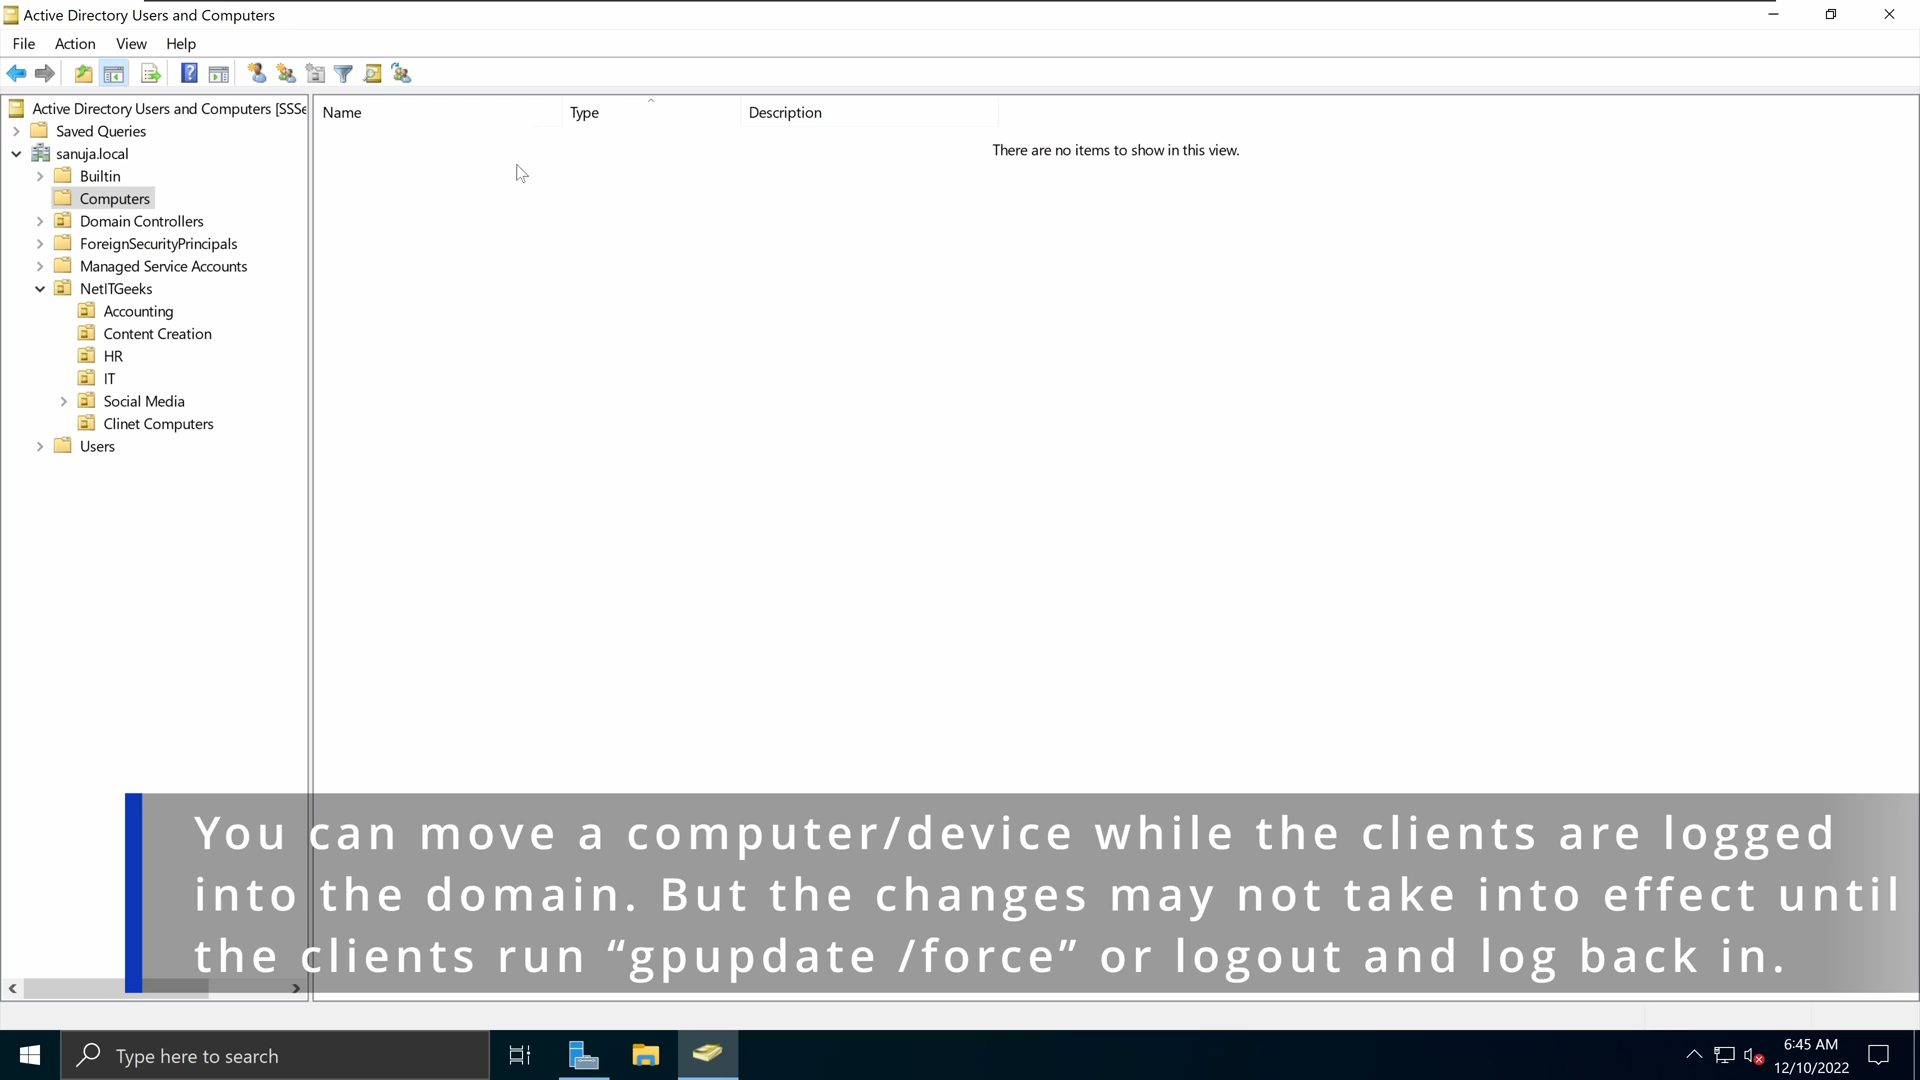 Active Directory Users and Computers
File Action View Help
Active Directory Users and Computers [SSSe
Saved Queries
sanuja.local
Builtin
Computers
Domain Controllers
ForeignSecurityPrincipals
Managed Service Accounts
NetITGeeks
Accounting
Content Creation
HR
IT
Social Media
Clinet Computers
Users
Name Type Description
There are no items to show in this view.
You can move a computer/device while the clients are logged
into the domain. But the changes may not take into effect until
the clients run “gpupdate /force” or logout and log back in.
Type here to search
6:45 AM
12/10/2022